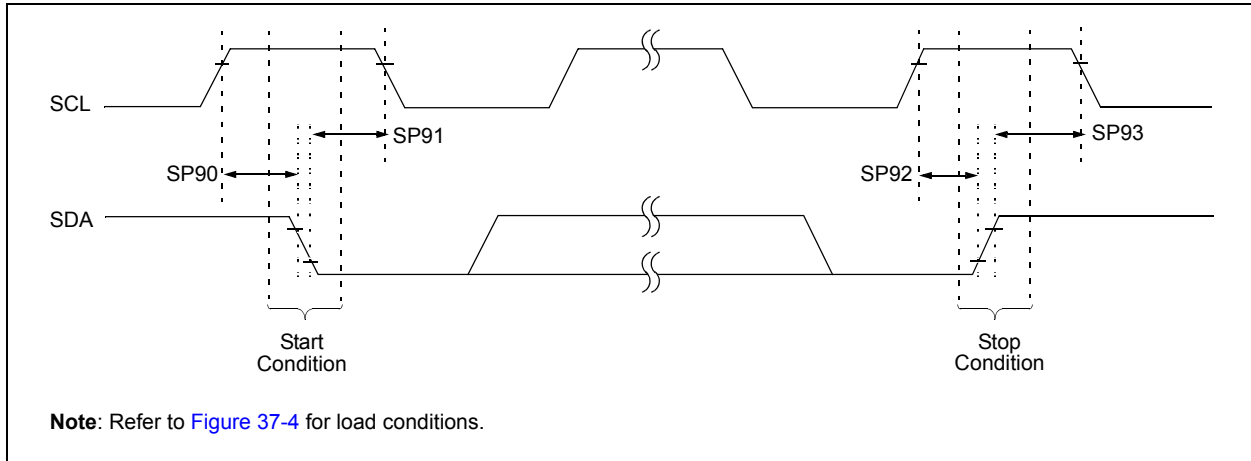 SCL
SP91
SP93
SP90
SP92
SDA
Start
Condition
Stop
Condition
Note: Refer to Figure 37-4 for load conditions.